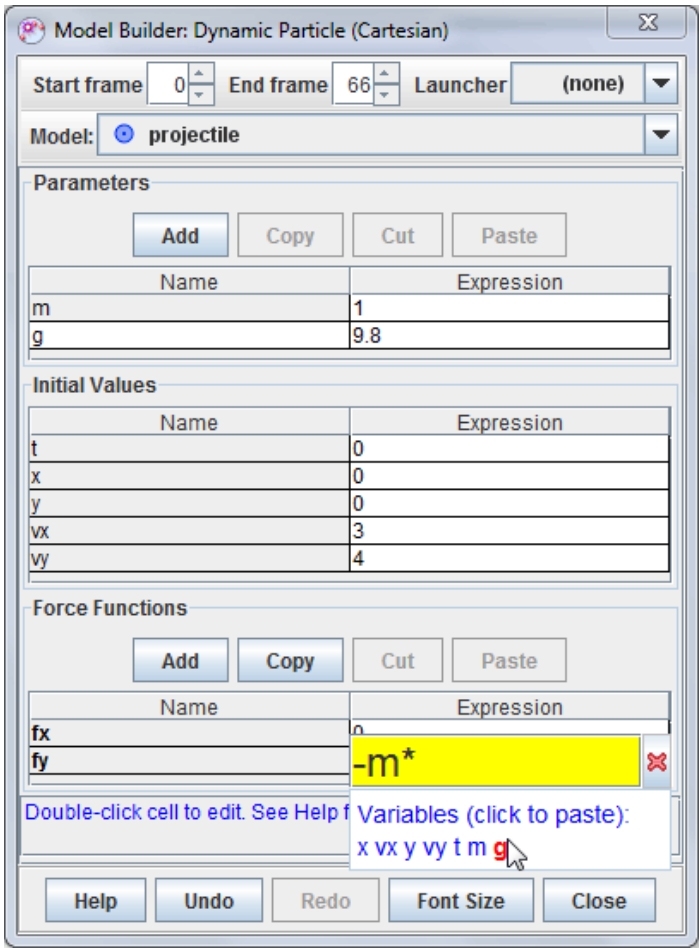 Model Builder: Dynamic Particle (Cartesian)
Start frame 0 End frame 66 Launcher (none)
Model: projectile
Parameters
Add Copy Cut Paste
Name Expression
m 1
g 9.8
Initial Values
Name Expression
t 0
x 0
y 0
vx 3
vy 4
Force Functions
Add Copy Cut Paste
Name Expression
fx 0
fy -m*
Double-click cell to edit. See Help f
Variables (click to paste):
x vx y vy t m g
Help Undo Redo Font Size Close